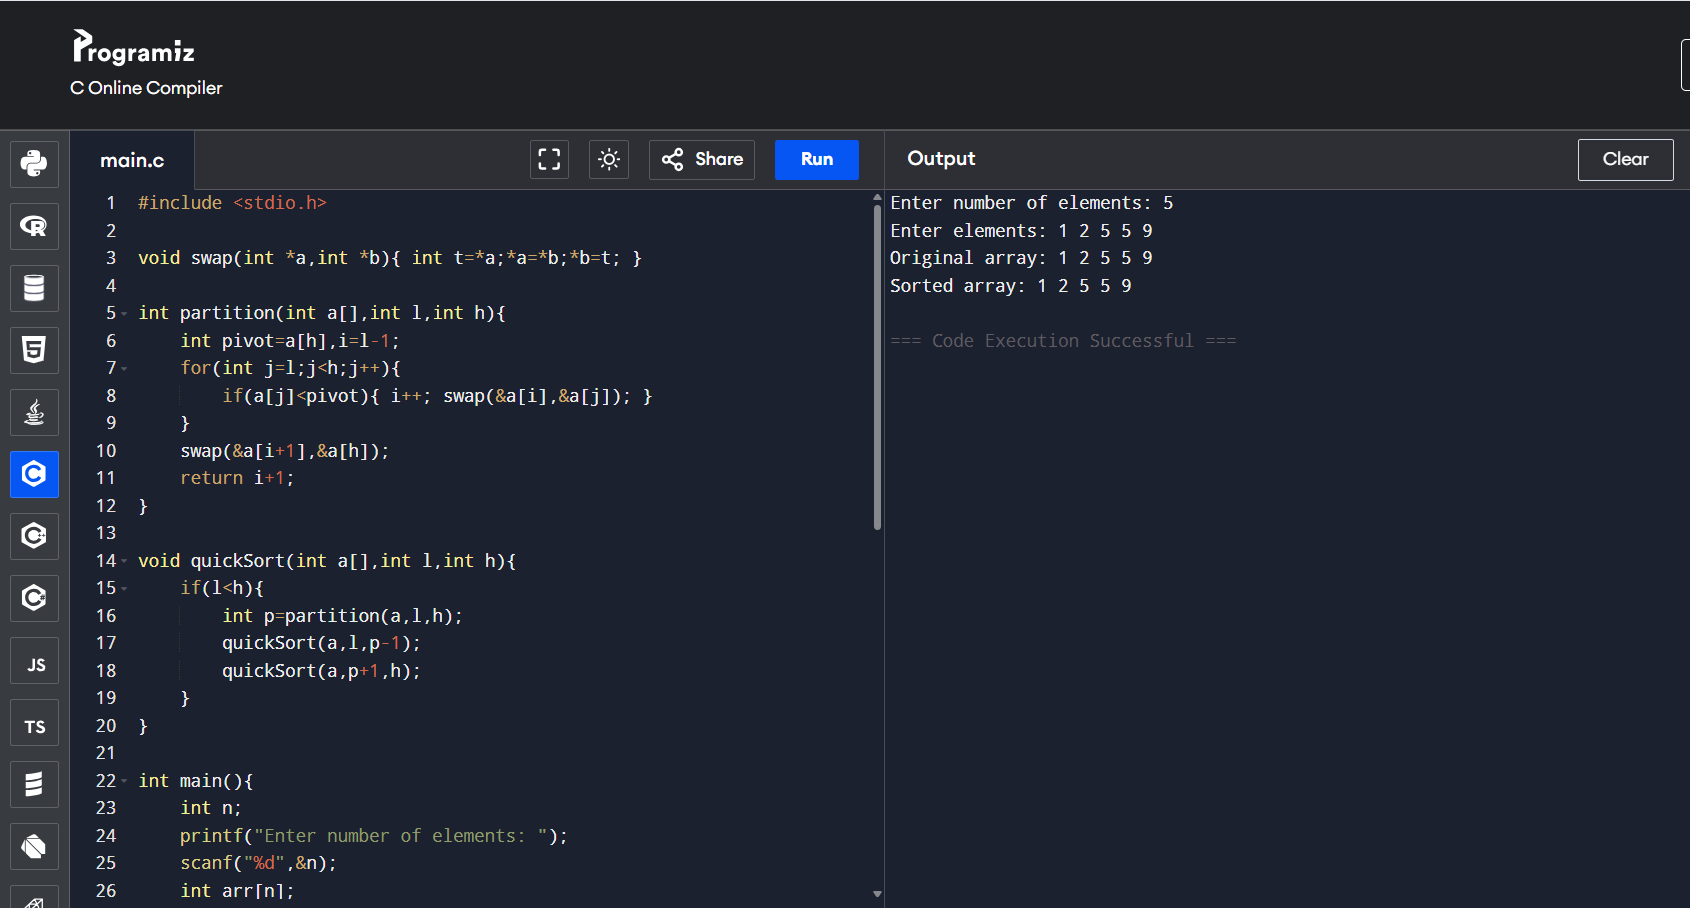 Programiz
C Online Compiler
main.c
Share
Run
Output
Clear
JS
TS
1 #include <stdio.h>
2
3 void swap(int *a,int *b){ int t=*a;*a=*b;*b=t; }
4
5 int partition(int a[],int l,int h){
6     int pivot=a[h],i=l-1;
7     for(int j=l;j<h;j++){
8         if(a[j]<pivot){ i++; swap(&a[i],&a[j]); }
9     }
10     swap(&a[i+1],&a[h]);
11     return i+1;
12 }
13
14 void quickSort(int a[],int l,int h){
15     if(l<h){
16         int p=partition(a,l,h);
17         quickSort(a,l,p-1);
18         quickSort(a,p+1,h);
19     }
20 }
21
22 int main(){
23     int n;
24     printf("Enter number of elements: ");
25     scanf("%d",&n);
26     int arr[n];
Enter number of elements: 5
Enter elements: 1 2 5 5 9
Original array: 1 2 5 5 9
Sorted array: 1 2 5 5 9
=== Code Execution Successful ===